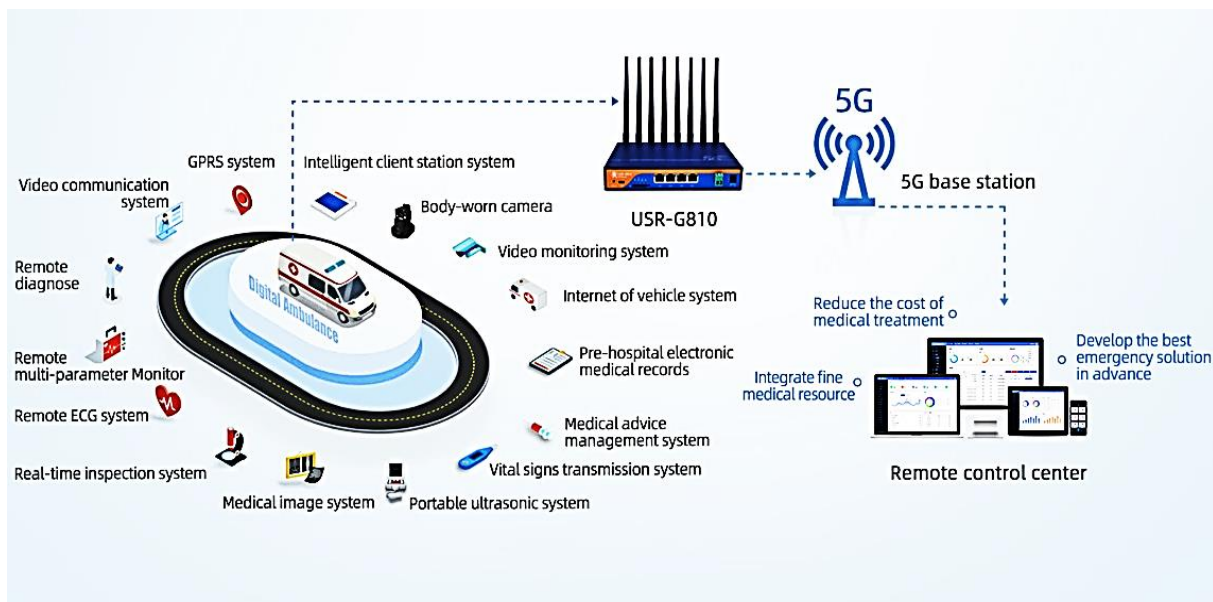 5G
5G base station
USR-G810
GPRS system
Intelligent client station system
Video communication
system
Body-worn camera
Video monitoring system
Remote
diagnose
Internet of vehicle system
Digital Ambulance
Remote
multi-parameter Monitor
Pre-hospital electronic
medical records
Remote ECG system
Medical advice
management system
Real-time inspection system
Vital signs transmission system
Medical image system
Portable ultrasonic system
Reduce the cost of
medical treatment
Develop the best
emergency solution
in advance
Integrate fine
medical resource
Remote control center